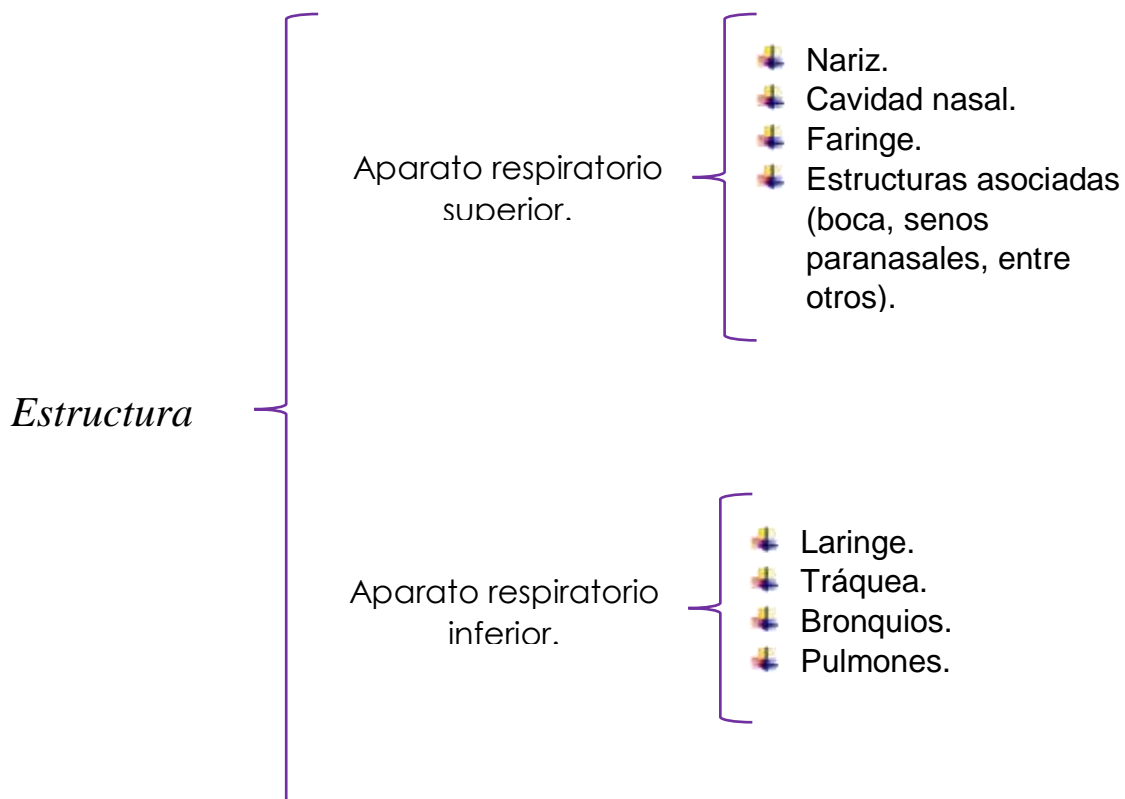 Nariz.
Cavidad nasal.
Faringe.
Estructuras asociadas
(boca, senos
paranasales, entre
otros).
Aparato respiratorio
superior.
Estructura
Laringe.
Tráquea.
Bronquios.
Pulmones.
Aparato respiratorio
inferior.